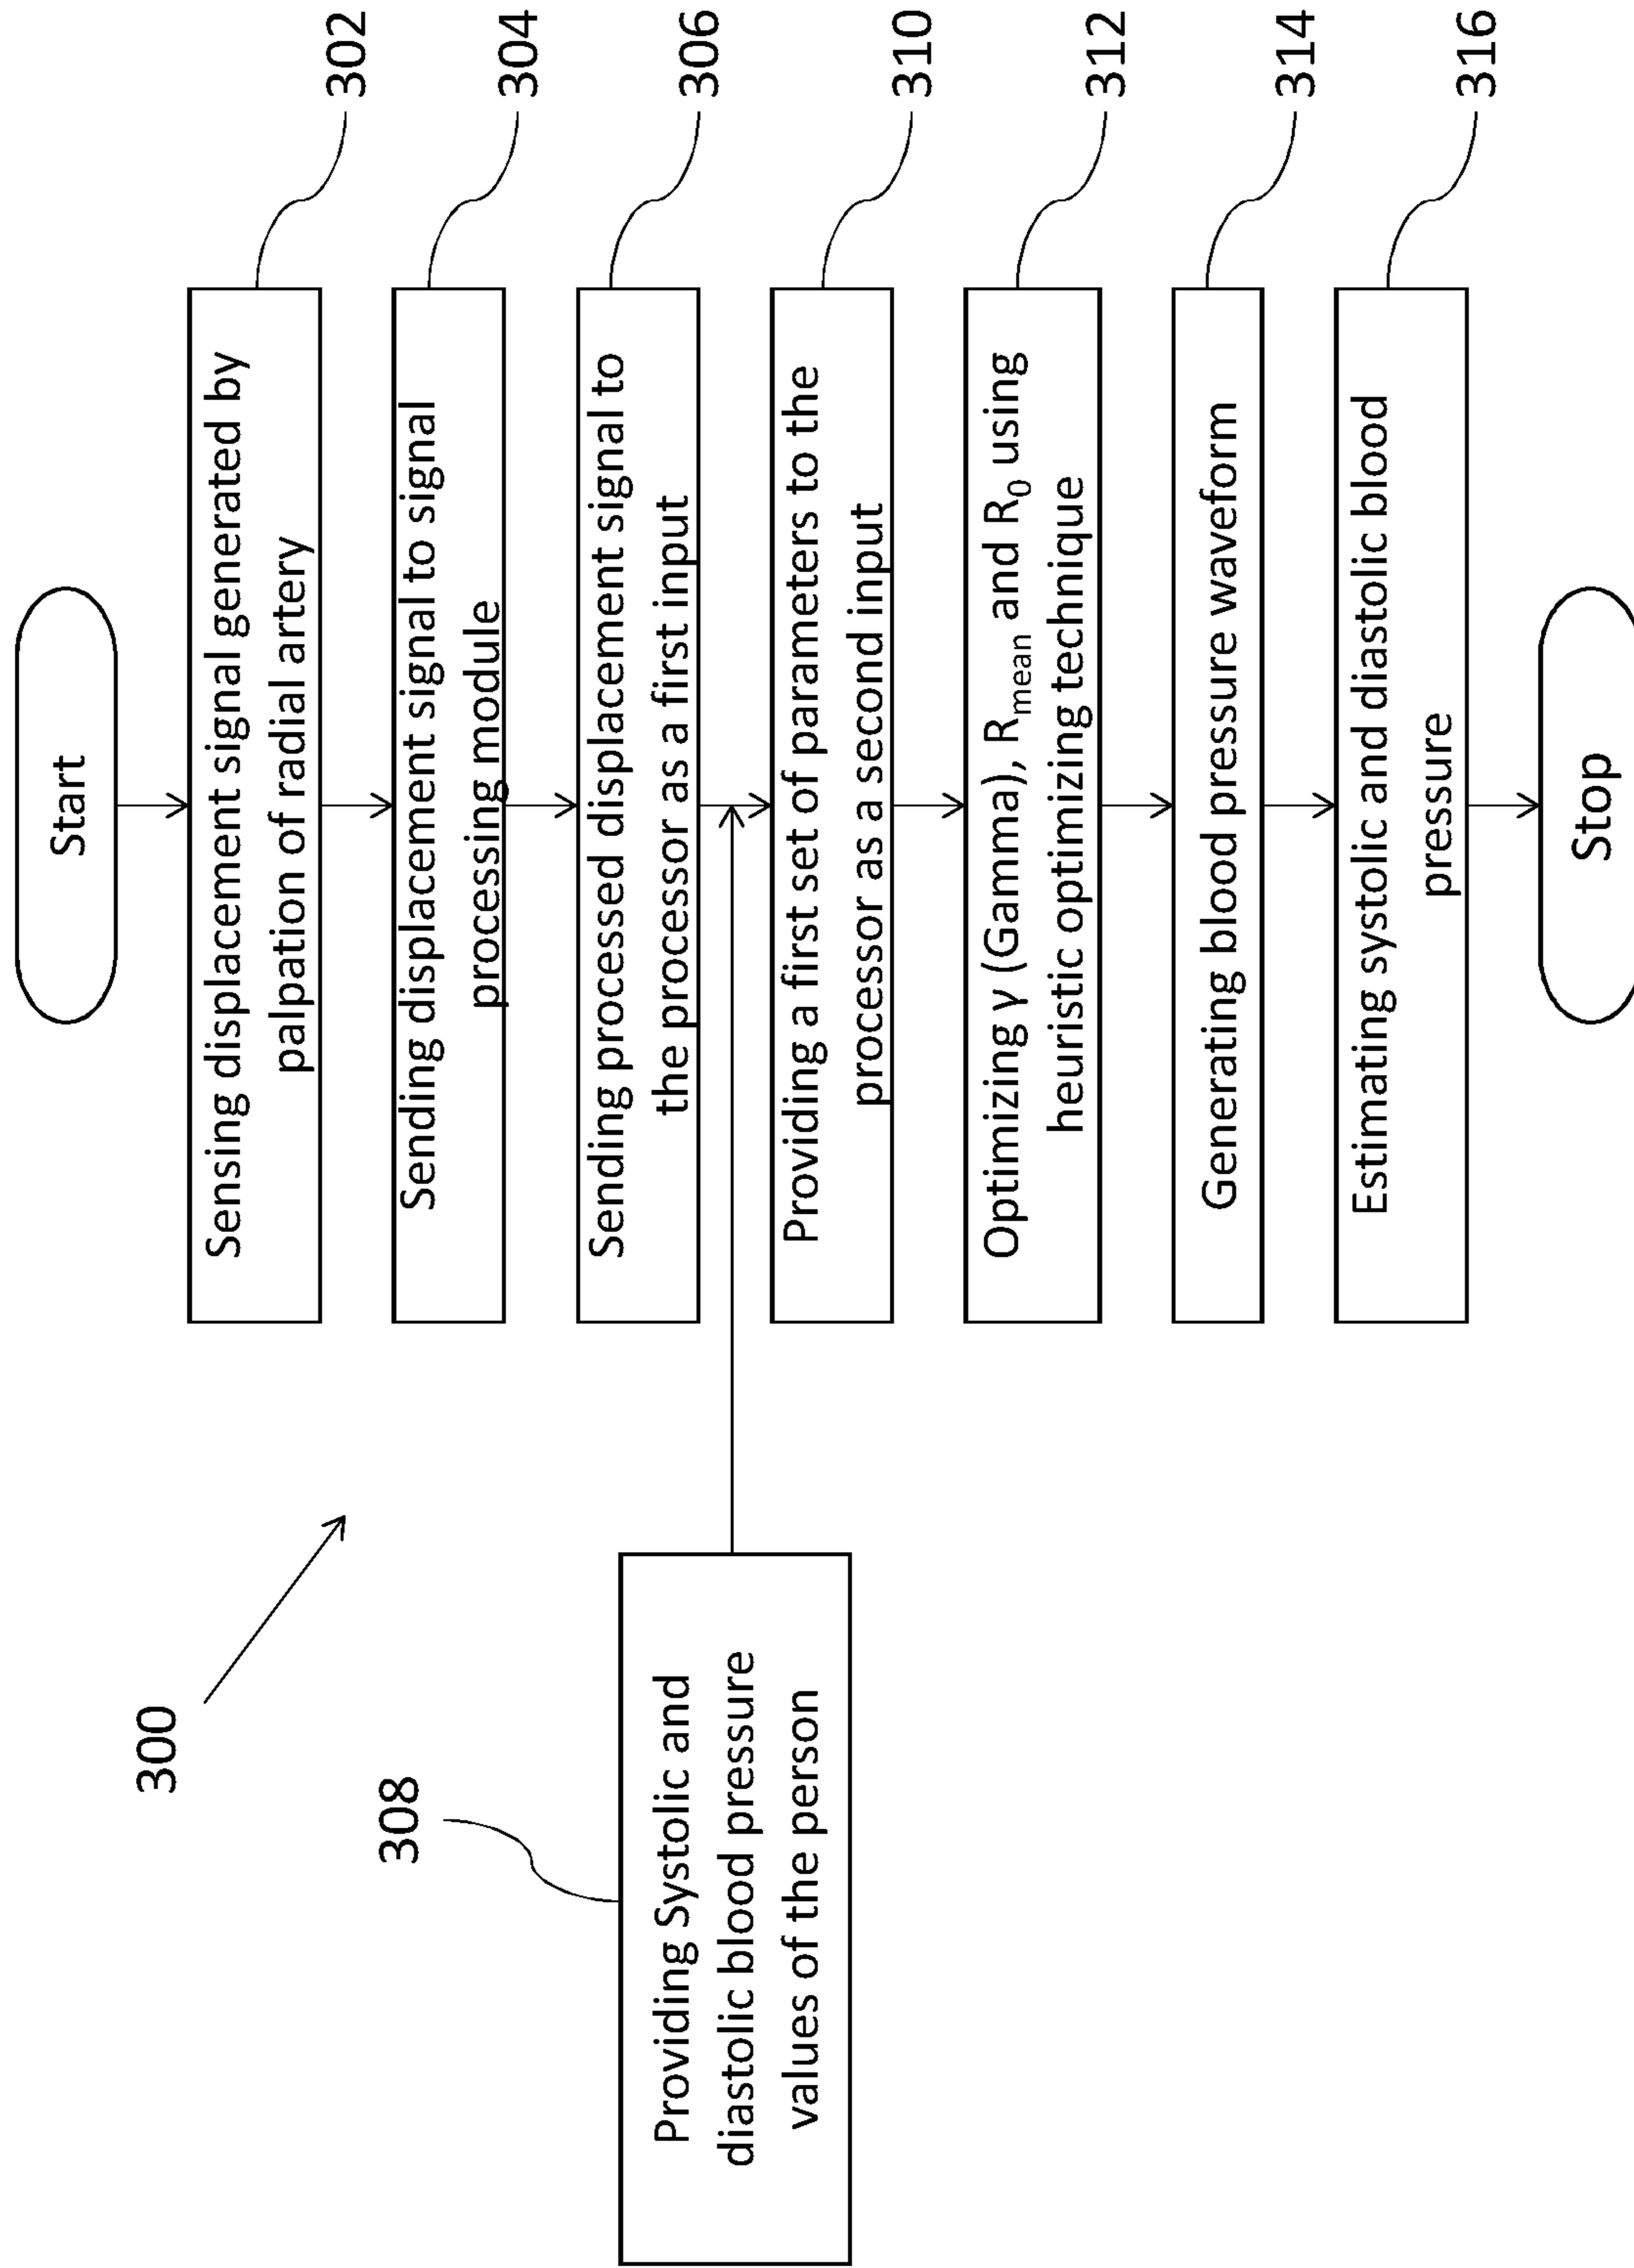 Start
Sensing displacement signal generated by
palpation of radial artery
302
Sending displacement signal to signal
processing module
304
Sending processed displacement signal to
the processor as a first input
306
300
308
Providing Systolic and
diastolic blood pressure
values of the person
Providing a first set of parameters to the
processor as a second input
310
Optimizing γ (Gamma), Rmean and R0 using
heuristic optimizing technique
312
Generating blood pressure waveform
314
Estimating systolic and diastolic blood
pressure
316
Stop